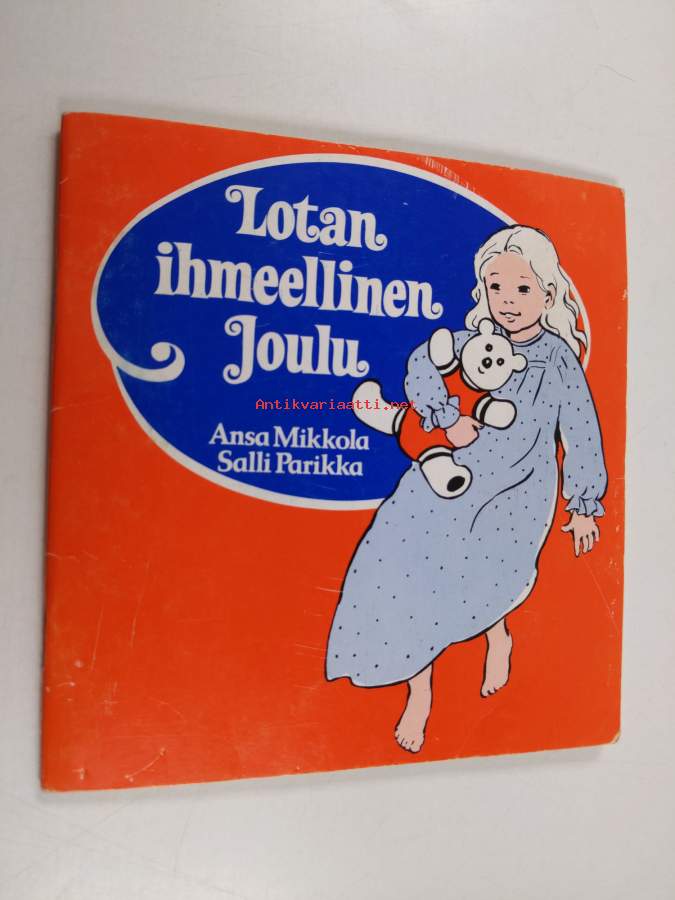 Lotan
ihmeellinen
Joulu
Antikvariaatti.net
Ansa Mikkola
Salli Parikka